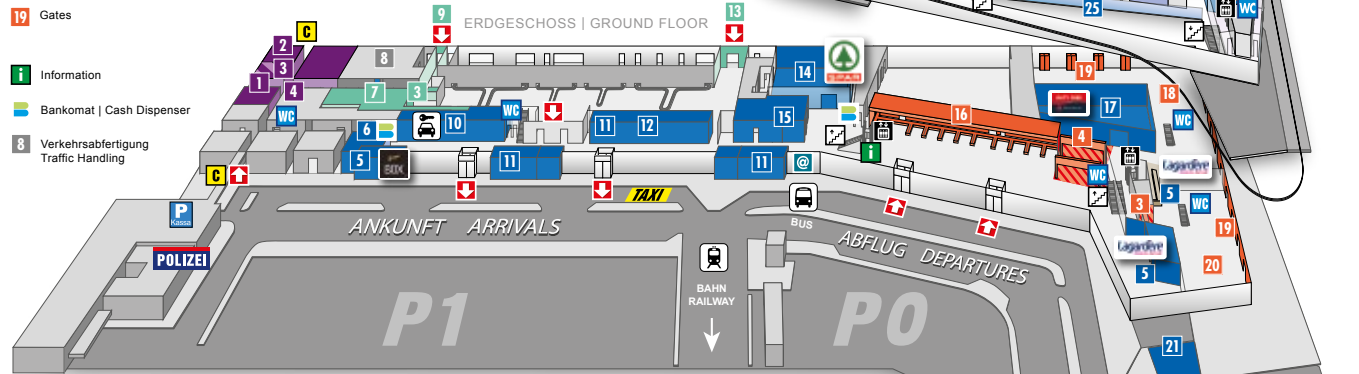 19 Gates
i Information
Bankomat | Cash Dispenser
8 Verkehrsabfertigung
Traffic Handling
ERDGESCHOSS | GROUND FLOOR
9
13
25
WC
C
2
3
1
4
8
7
3
WC
6
10
WC
11
12
14
SPAR
15
16
19
17
18
WC
4
5
BOX
11
11
@
i
WC
Lagardère
5
WC
3
19
Lagardère
5
20
C
TAXI
BUS
P
Kassa
POLIZEI
ANKUNFT ARRIVALS
ABFLUG DEPARTURES
BAHN
RAILWAY
P1
P0
21